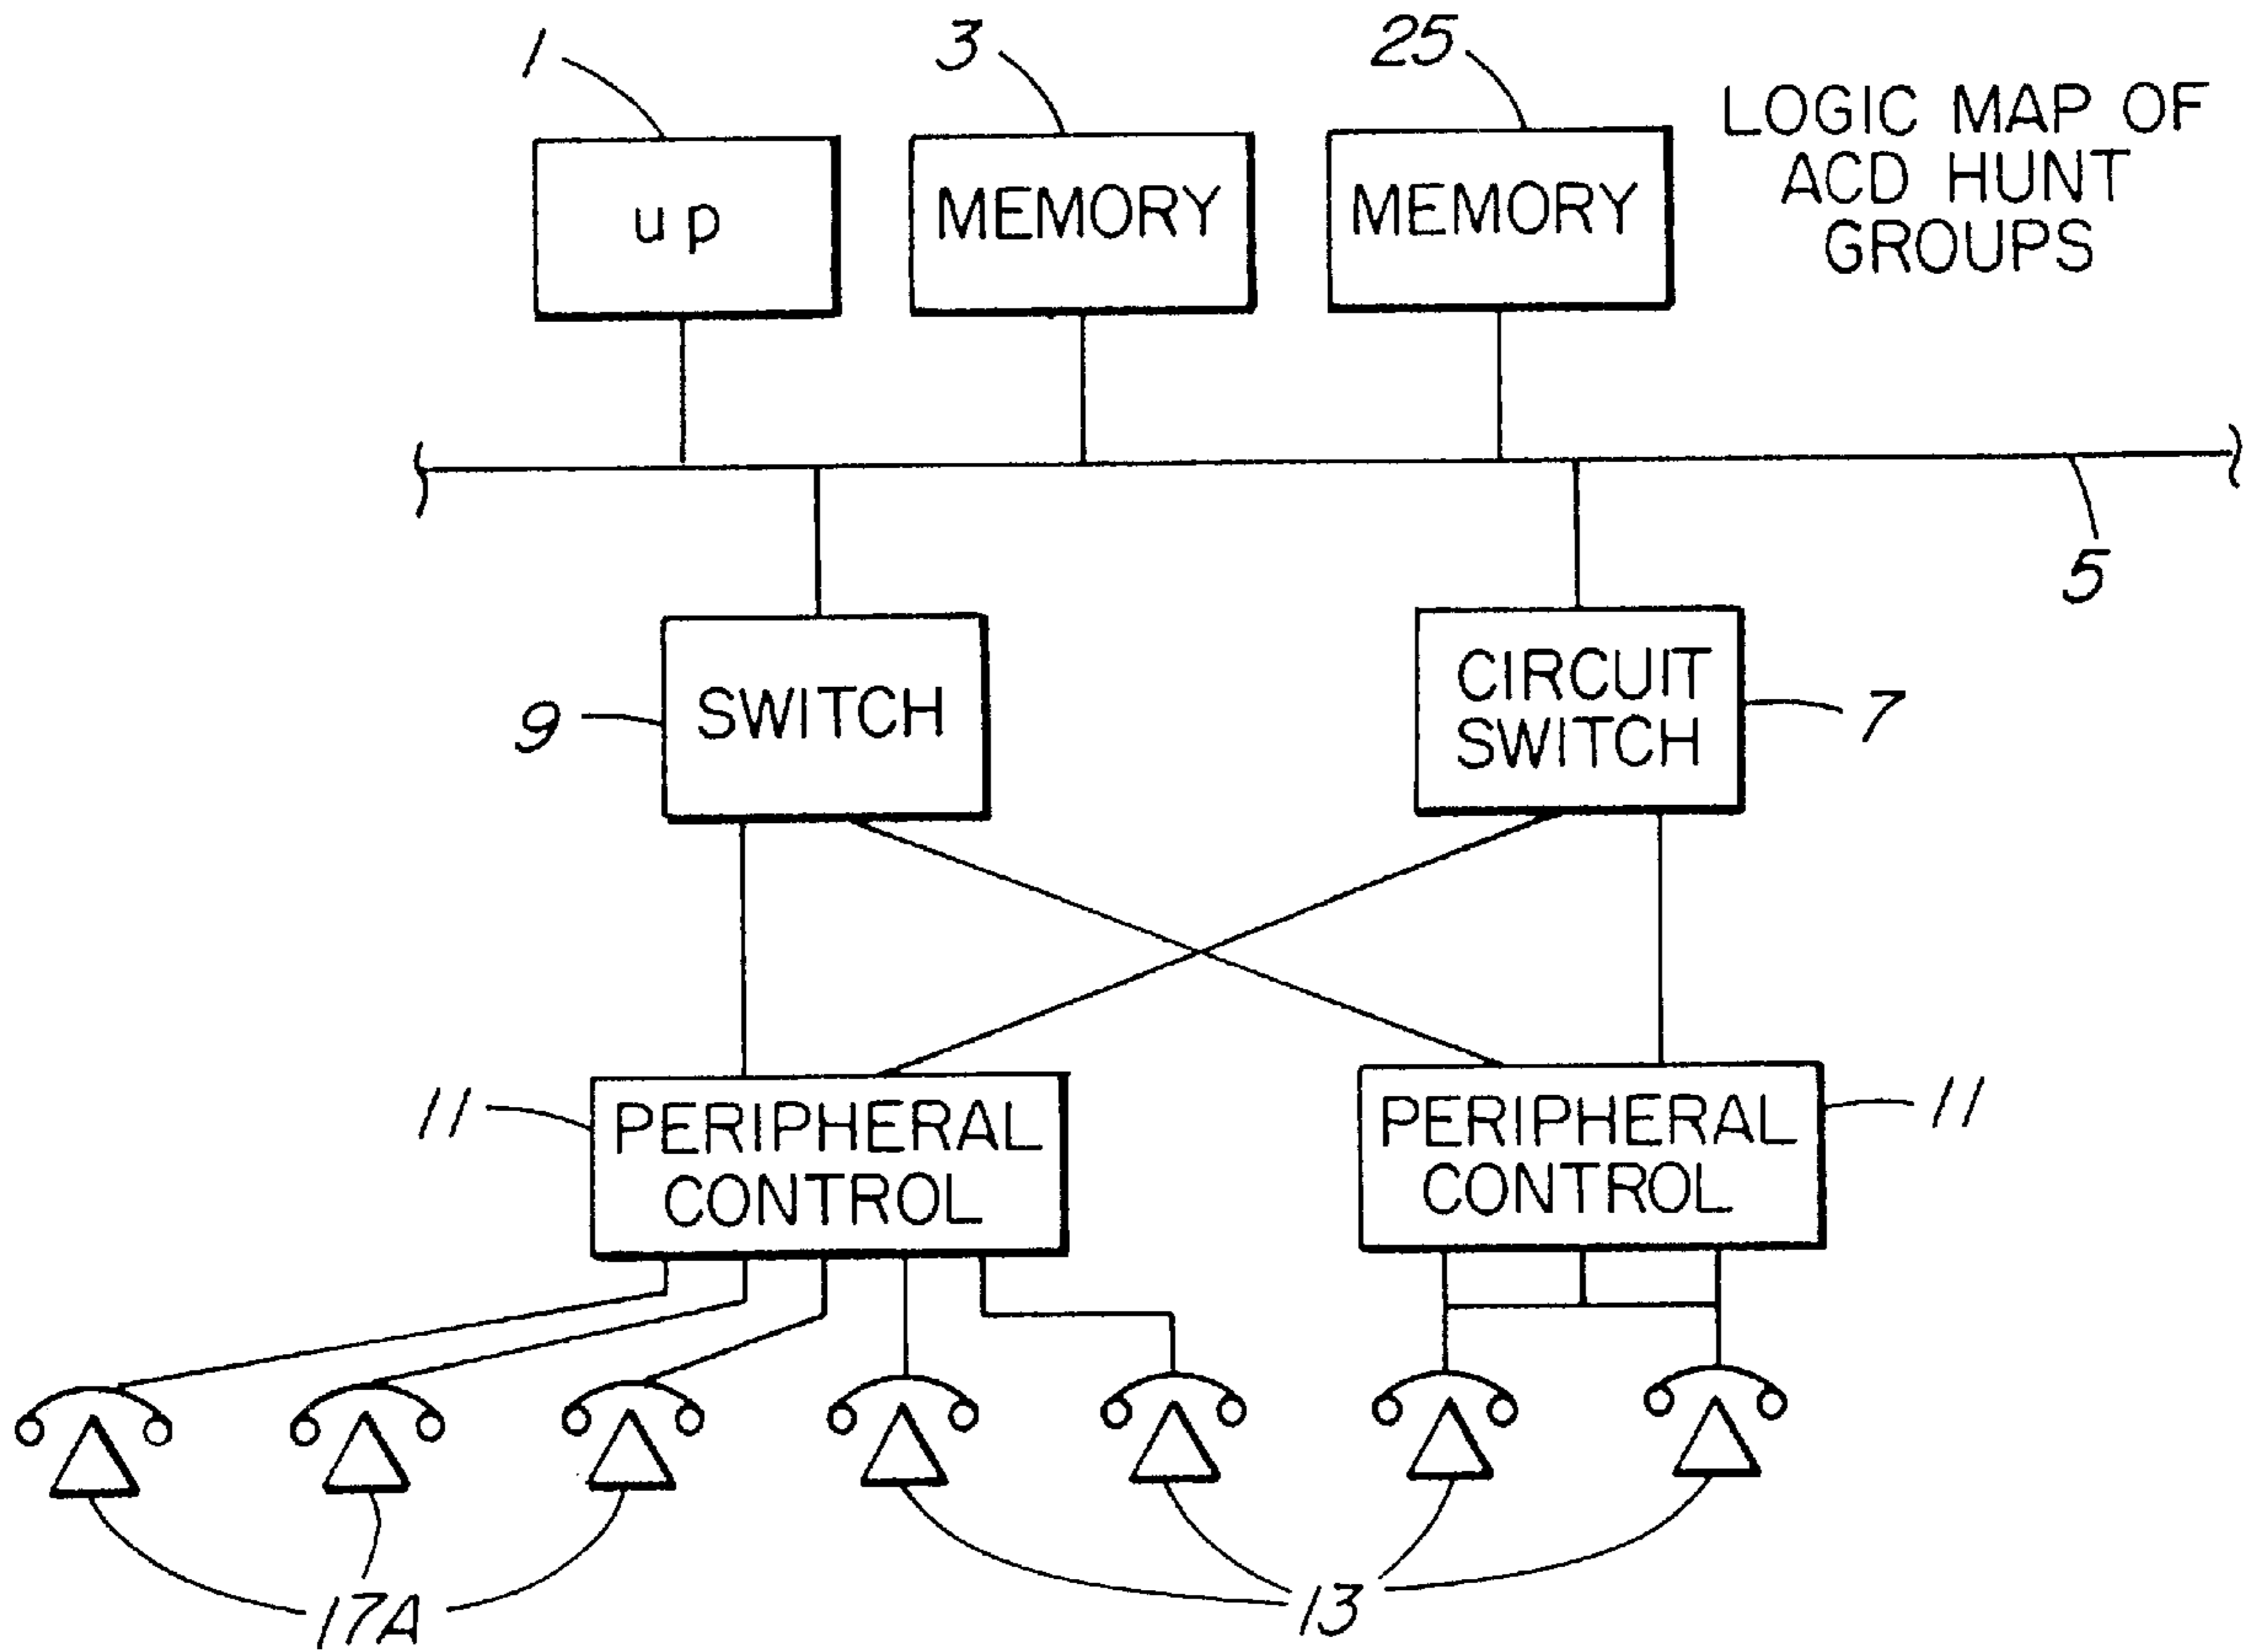 1
3
25
LOGIC MAP OF
ACD HUNT
GROUPS
up
MEMORY
MEMORY
5
9
SWITCH
CIRCUIT
SWITCH
7
11
PERIPHERAL
CONTROL
PERIPHERAL
CONTROL
11
17A
13